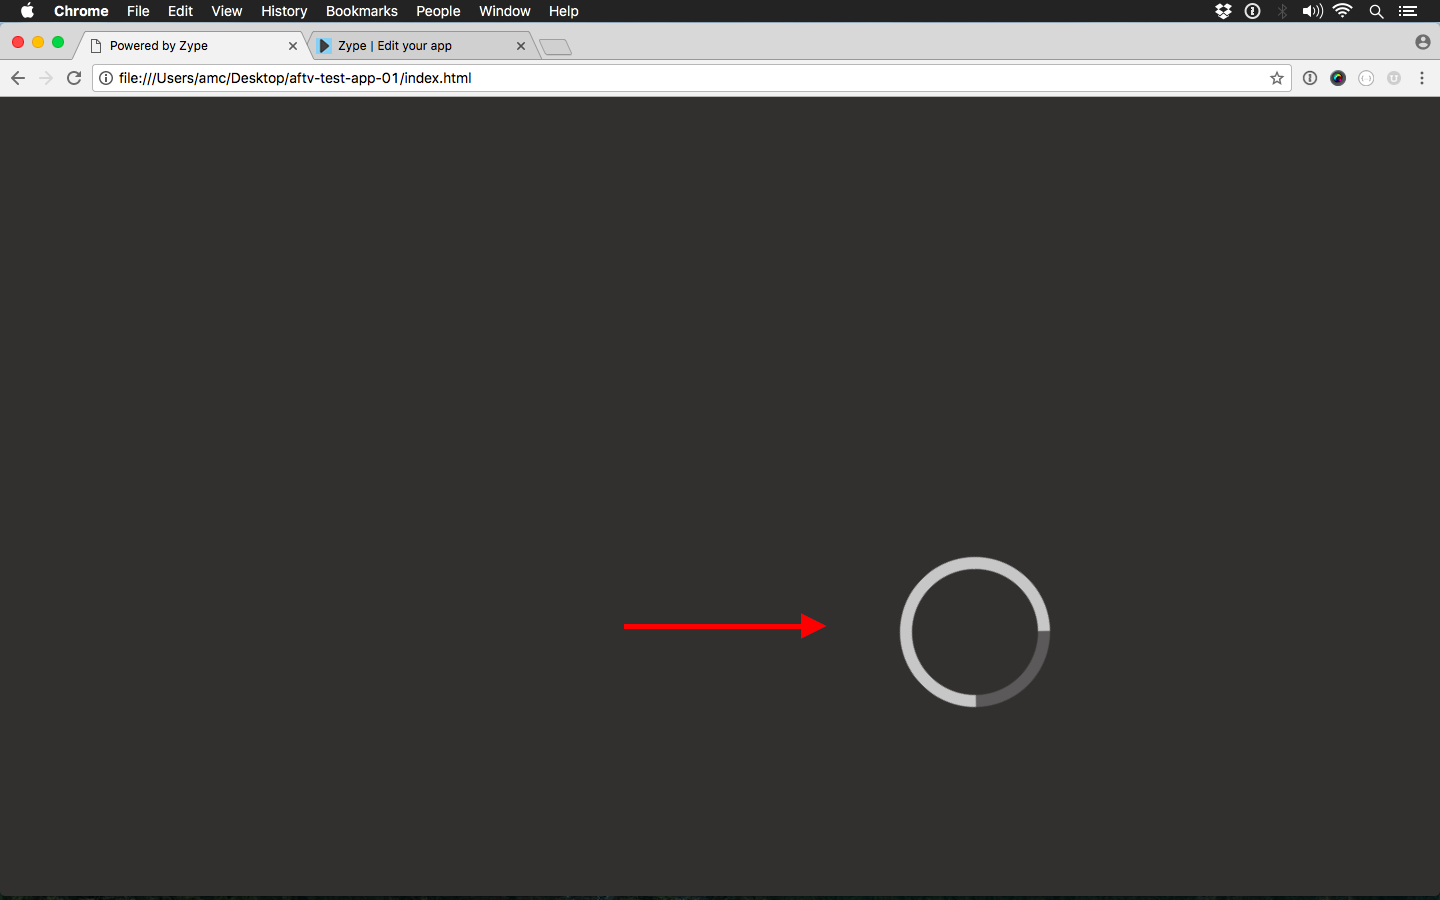 Chrome File Edit View History Bookmarks People Window Help
Powered by Zype
Zype | Edit your app
file:///Users/amc/Desktop/aftv-test-app-01/index.html